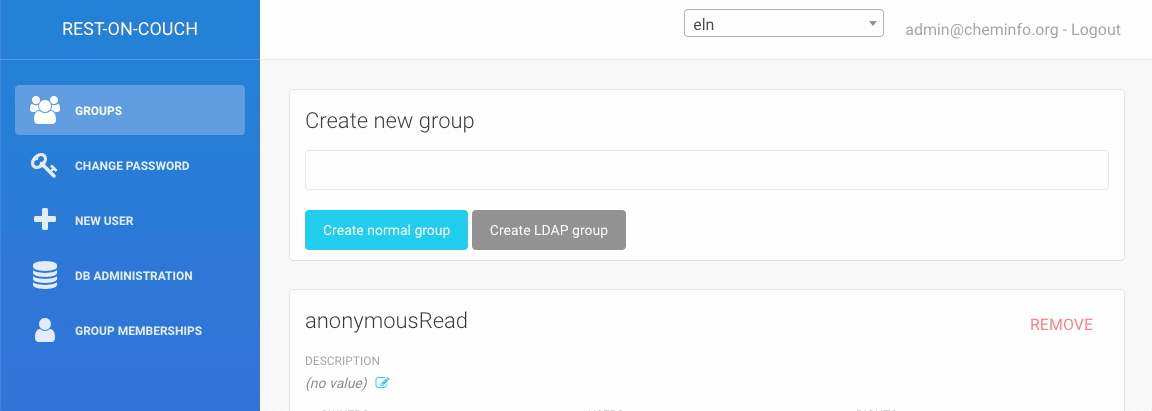 REST-ON-COUCH
eln
admin@cheminfo.org - Logout
GROUPS
CHANGE PASSWORD
NEW USER
DB ADMINISTRATION
GROUP MEMBERSHIPS
Create new group
Create normal group
Create LDAP group
anonymousRead
REMOVE
DESCRIPTION
(no value)